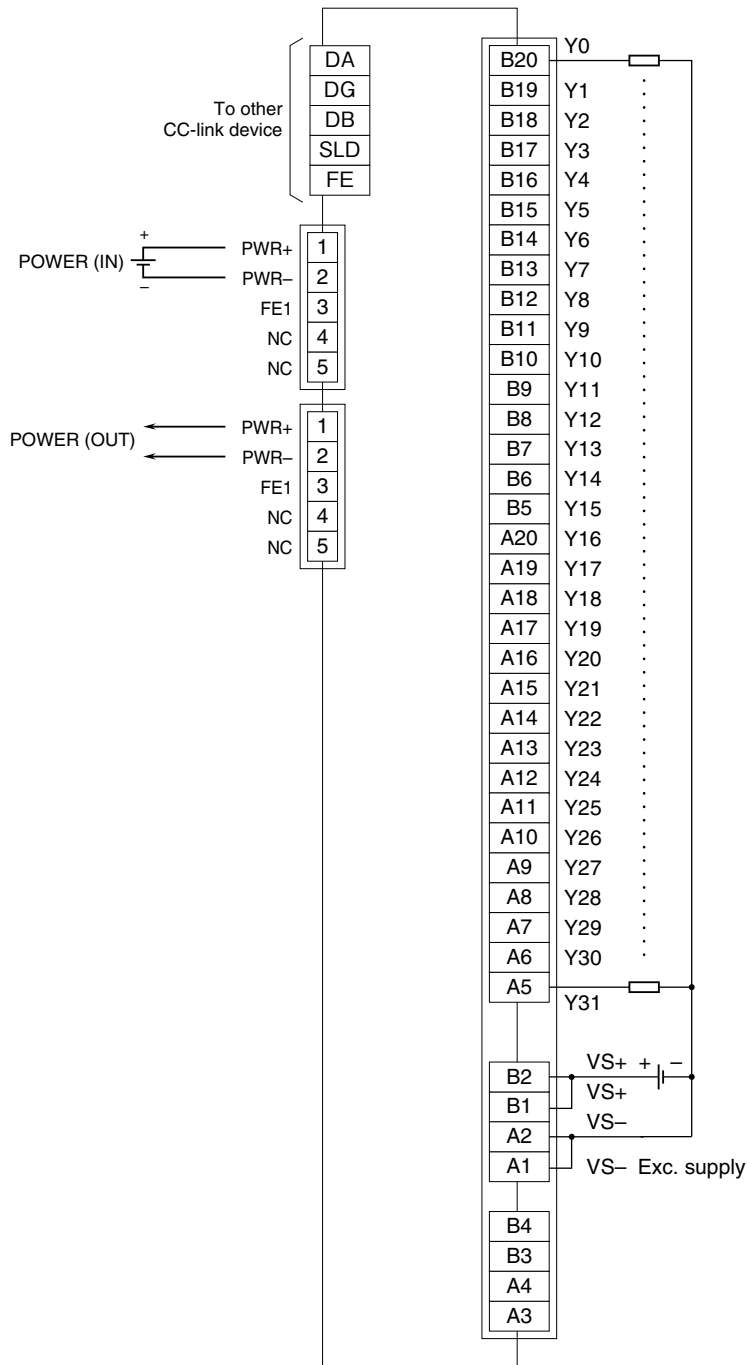 To other
CC-link device
DA
DG
DB
SLD
FE
POWER (IN)
+
–
PWR+ 1
PWR– 2
FE1 3
NC 4
NC 5
POWER (OUT)
PWR+ 1
PWR– 2
FE1 3
NC 4
NC 5
B20 Y0
B19 Y1
B18 Y2
B17 Y3
B16 Y4
B15 Y5
B14 Y6
B13 Y7
B12 Y8
B11 Y9
B10 Y10
B9 Y11
B8 Y12
B7 Y13
B6 Y14
B5 Y15
A20 Y16
A19 Y17
A18 Y18
A17 Y19
A16 Y20
A15 Y21
A14 Y22
A13 Y23
A12 Y24
A11 Y25
A10 Y26
A9 Y27
A8 Y28
A7 Y29
A6 Y30
A5 Y31
B2 VS+ + –
B1 VS+
A2 VS–
A1 VS– Exc. supply
B4
B3
A4
A3